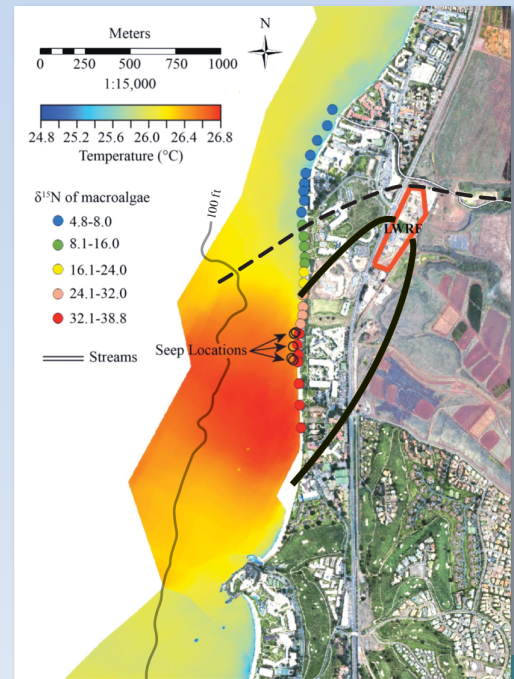 Meters
N
0 250 500 750 1000
1:15,000
24.8 25.2 25.6 26.0 26.4 26.8
Temperature (°C)
δ¹⁵N of macroalgae
4.8-8.0
8.1-16.0
16.1-24.0
24.1-32.0
32.1-38.8
Streams
100 ft
LWRF
Seep Locations